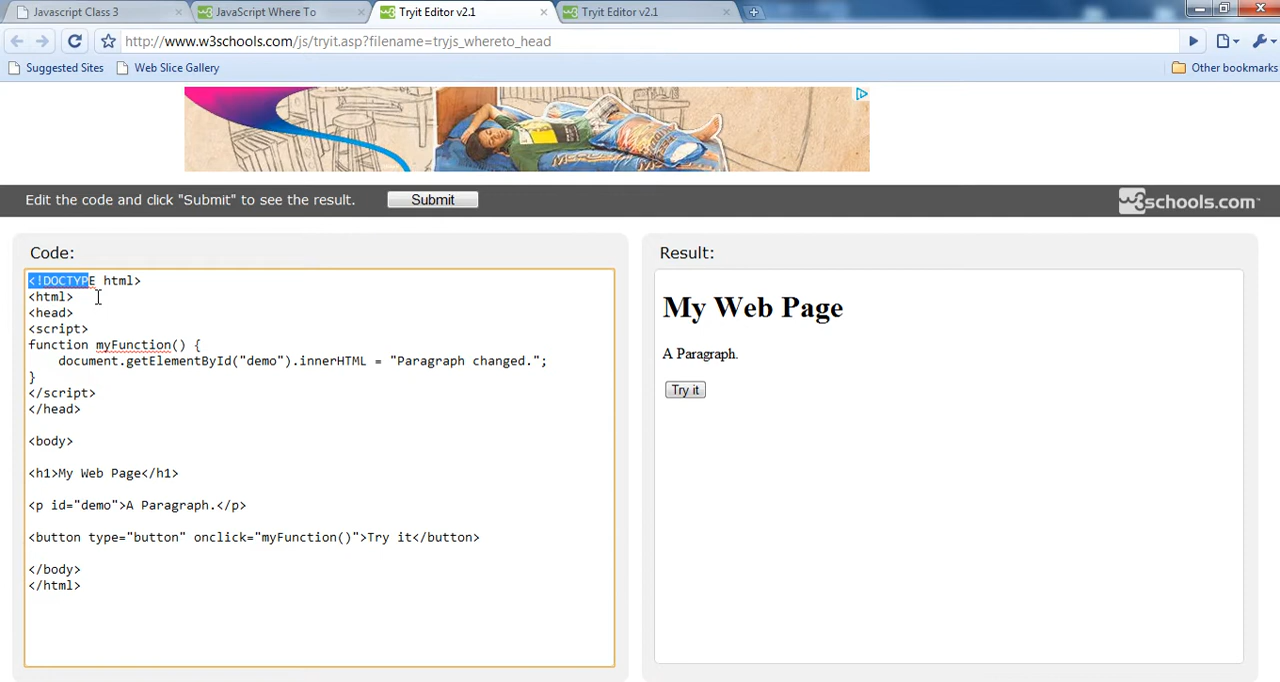 Javascript Class 3
JavaScript Where To
Tryit Editor v2.1
Tryit Editor v2.1
http://www.w3schools.com/js/tryit.asp?filename=tryjs_whereto_head
Suggested Sites
Web Slice Gallery
Other bookmarks
Edit the code and click "Submit" to see the result.
Submit
w3schools.com
Code:
<!DOCTYPE html>
<html>
<head>
<script>
function myFunction() {
    document.getElementById("demo").innerHTML = "Paragraph changed.";
}
</script>
</head>
<body>
<h1>My Web Page</h1>
<p id="demo">A Paragraph.</p>
<button type="button" onclick="myFunction()">Try it</button>
</body>
</html>
Result:
My Web Page
A Paragraph.
Try it